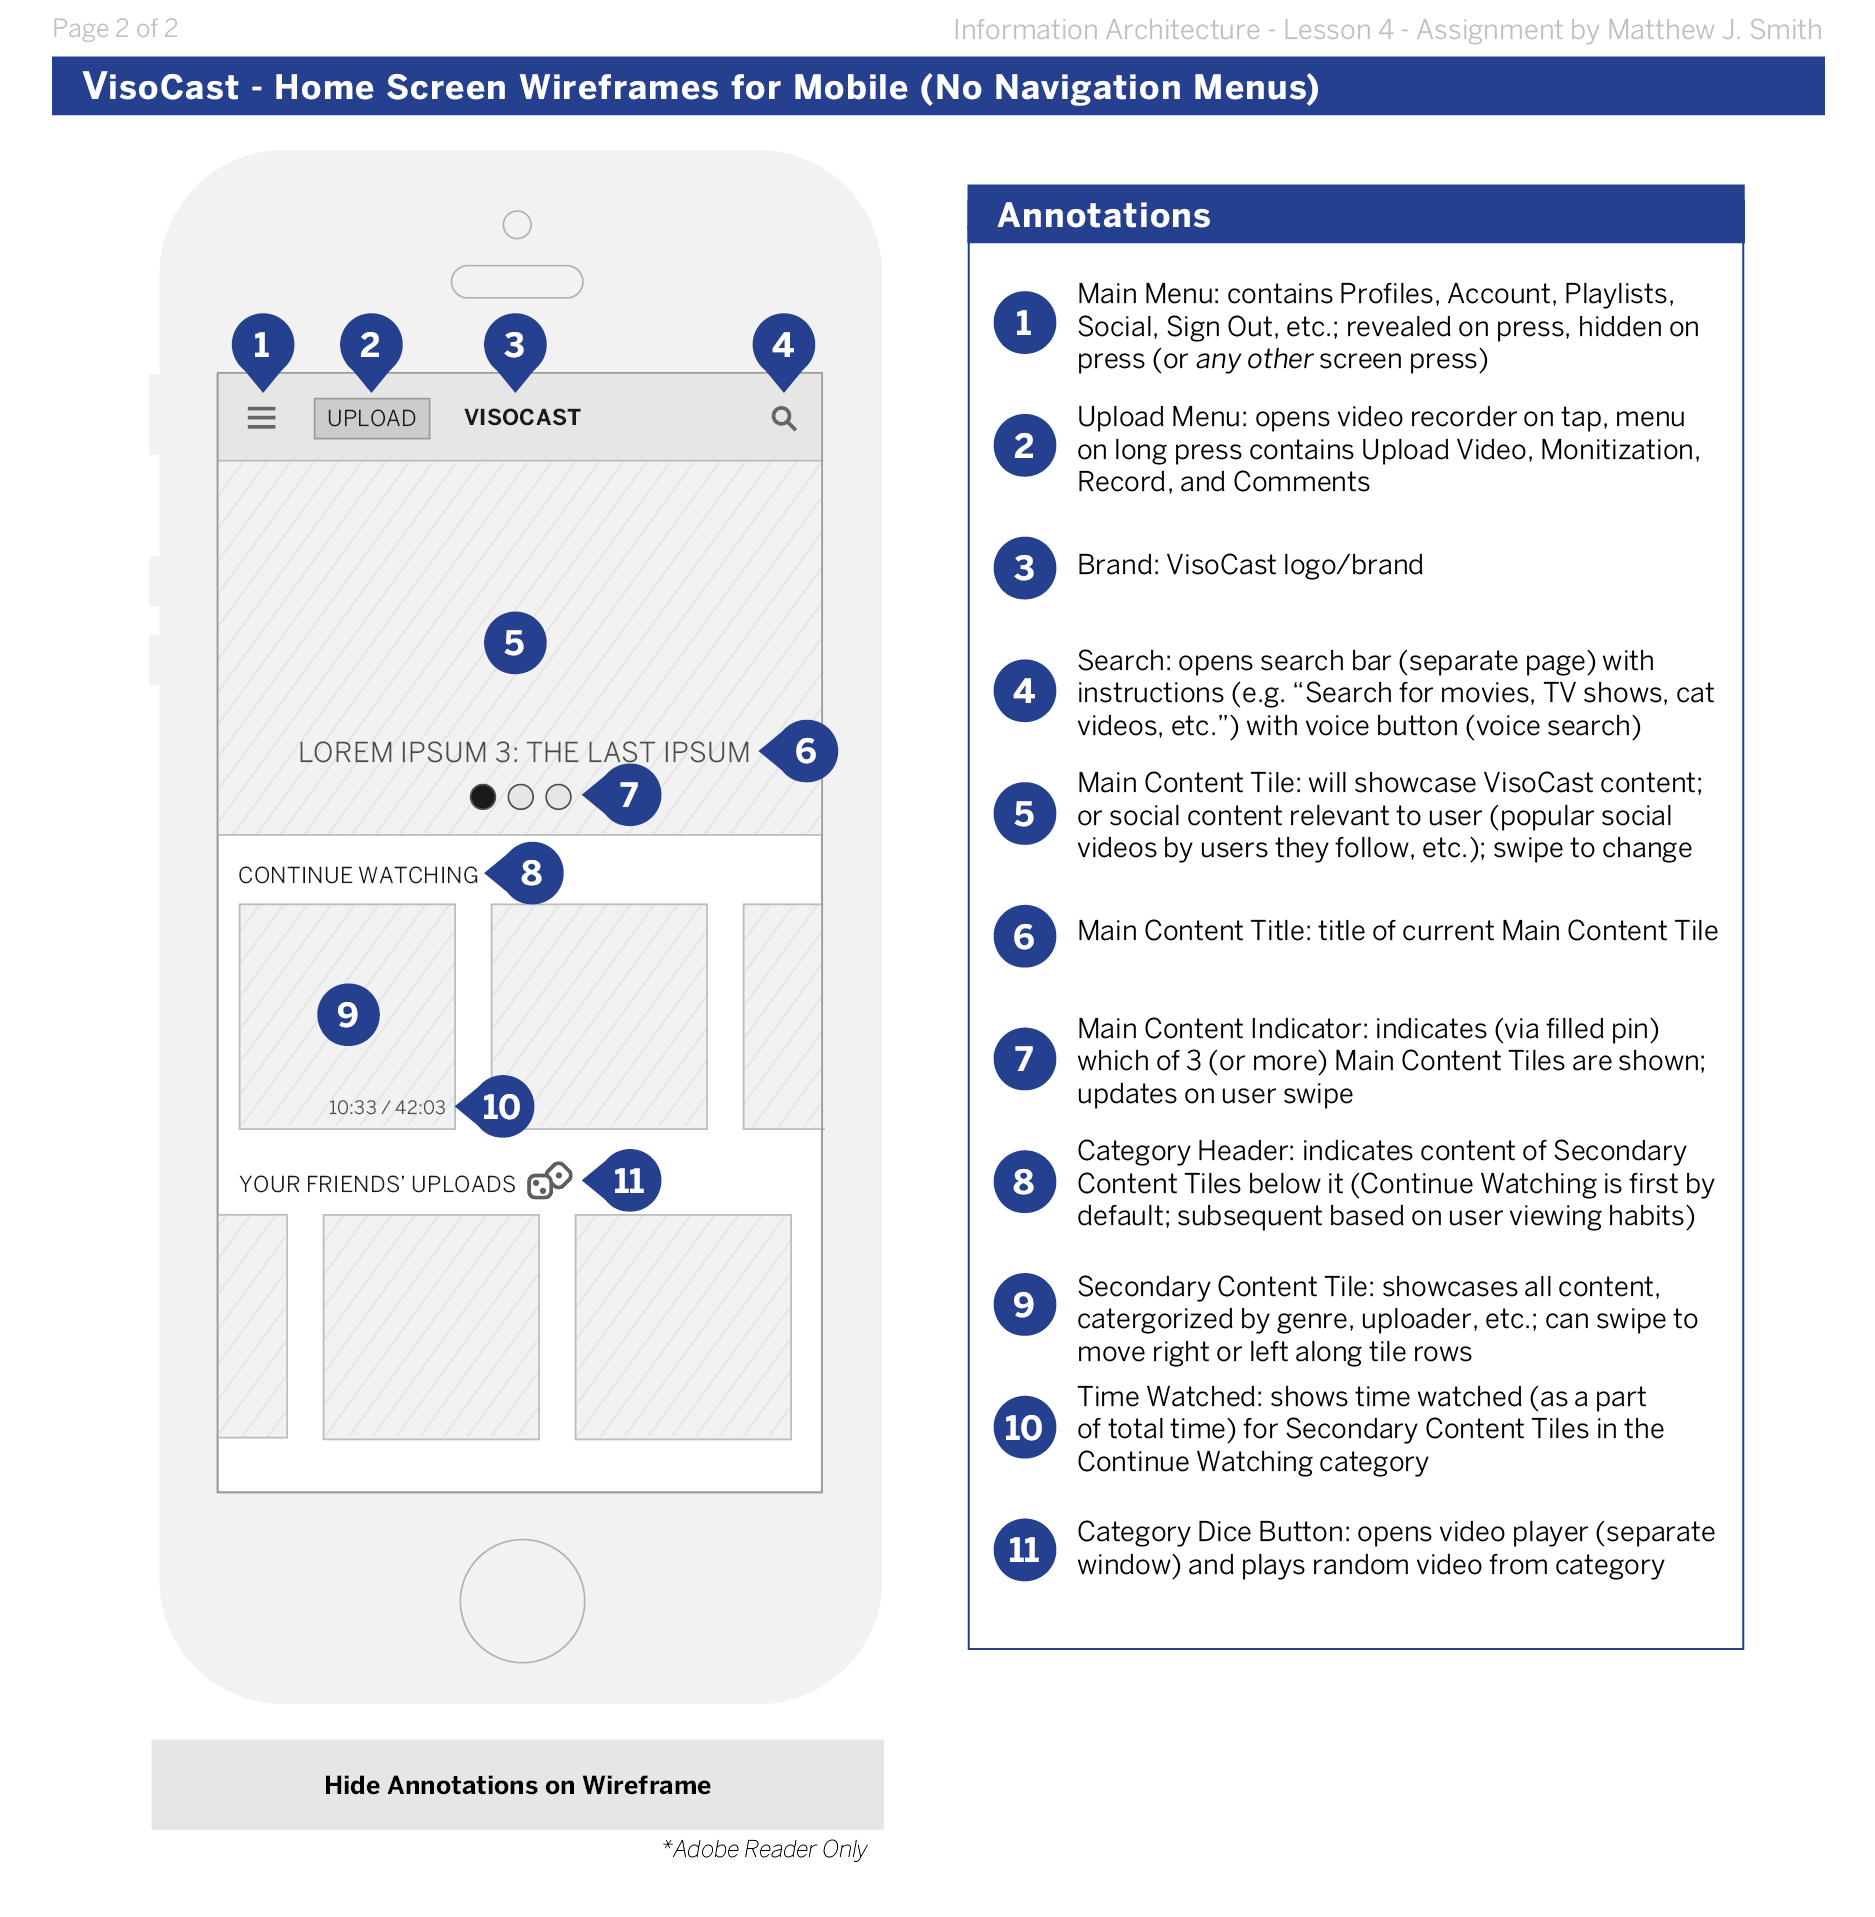 Page 2 of 2
Information Architecture - Lesson 4 - Assignment by Matthew J. Smith
VisoCast - Home Screen Wireframes for Mobile (No Navigation Menus)
1
2
3
4
UPLOAD
VISOCAST
5
LOREM IPSUM 3: THE LAST IPSUM
6
7
CONTINUE WATCHING
8
9
10:33 / 42:03
10
YOUR FRIENDS’ UPLOADS
11
Hide Annotations on Wireframe
*Adobe Reader Only
Annotations
1
Main Menu: contains Profiles, Account, Playlists,
Social, Sign Out, etc.; revealed on press, hidden on
press (or any other screen press)
2
Upload Menu: opens video recorder on tap, menu
on long press contains Upload Video, Monitization,
Record, and Comments
3
Brand: VisoCast logo/brand
4
Search: opens search bar (separate page) with
instructions (e.g. “Search for movies, TV shows, cat
videos, etc.”) with voice button (voice search)
5
Main Content Tile: will showcase VisoCast content;
or social content relevant to user (popular social
videos by users they follow, etc.); swipe to change
6
Main Content Title: title of current Main Content Tile
7
Main Content Indicator: indicates (via filled pin)
which of 3 (or more) Main Content Tiles are shown;
updates on user swipe
8
Category Header: indicates content of Secondary
Content Tiles below it (Continue Watching is first by
default; subsequent based on user viewing habits)
9
Secondary Content Tile: showcases all content,
catergorized by genre, uploader, etc.; can swipe to
move right or left along tile rows
10
Time Watched: shows time watched (as a part
of total time) for Secondary Content Tiles in the
Continue Watching category
11
Category Dice Button: opens video player (separate
window) and plays random video from category